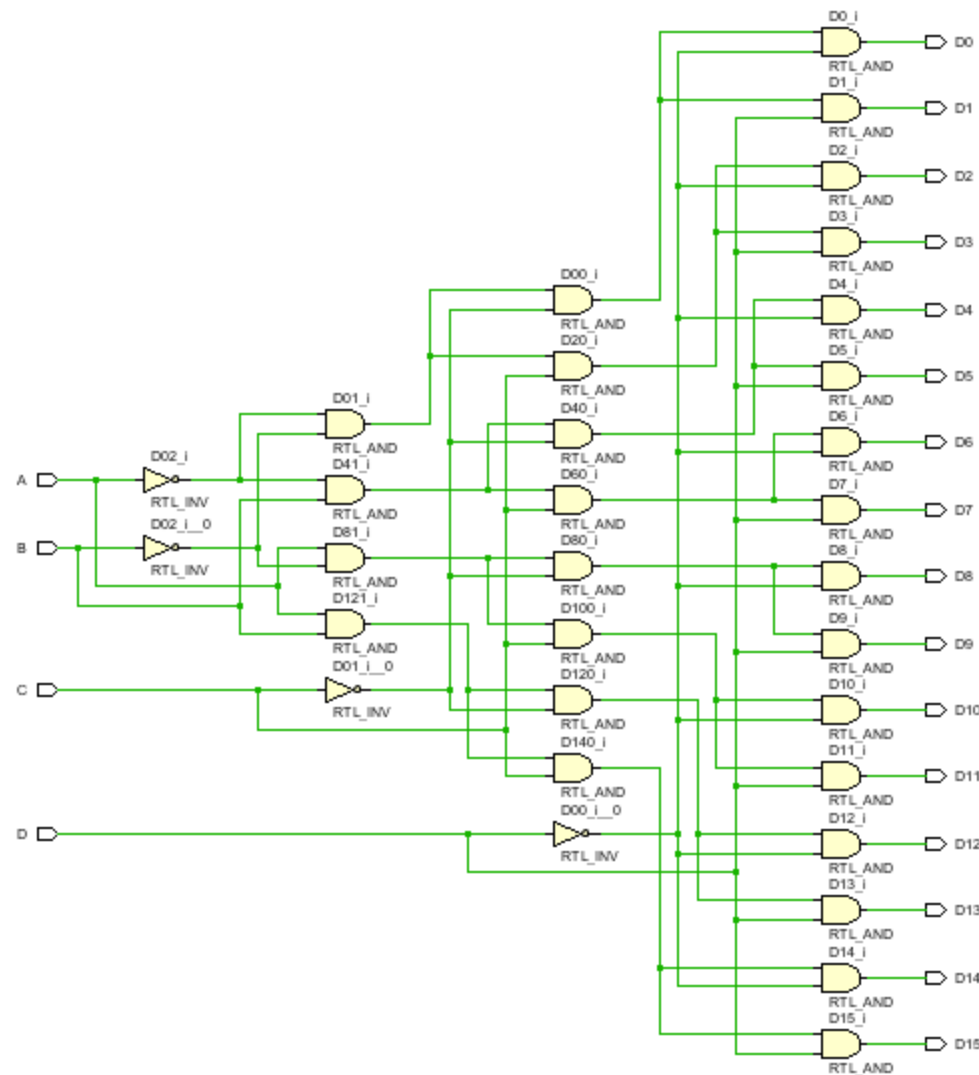 D0_i
D0
RTL_AND
D1_i
D1
RTL_AND
D2_i
D2
RTL_AND
D3_i
D3
RTL_AND
D00_i
D4_i
D4
RTL_AND
RTL_AND
D20_i
D5_i
D5
RTL_AND
RTL_AND
D01_i
D40_i
D6_i
D6
RTL_AND
RTL_AND
RTL_AND
D02_i
D41_i
D60_i
D7_i
A
D7
RTL_INV
RTL_AND
RTL_AND
RTL_AND
D02_i__0
D81_i
D80_i
D8_i
B
D8
RTL_INV
RTL_AND
RTL_AND
RTL_AND
D121_i
D100_i
D9_i
D9
RTL_AND
RTL_AND
RTL_AND
D01_i__0
D120_i
D10_i
C
D10
RTL_INV
RTL_AND
RTL_AND
D140_i
D11_i
D11
RTL_AND
RTL_AND
D00_i__0
D12_i
D
D12
RTL_INV
RTL_AND
D13_i
D13
RTL_AND
D14_i
D14
RTL_AND
D15_i
D15
RTL_AND